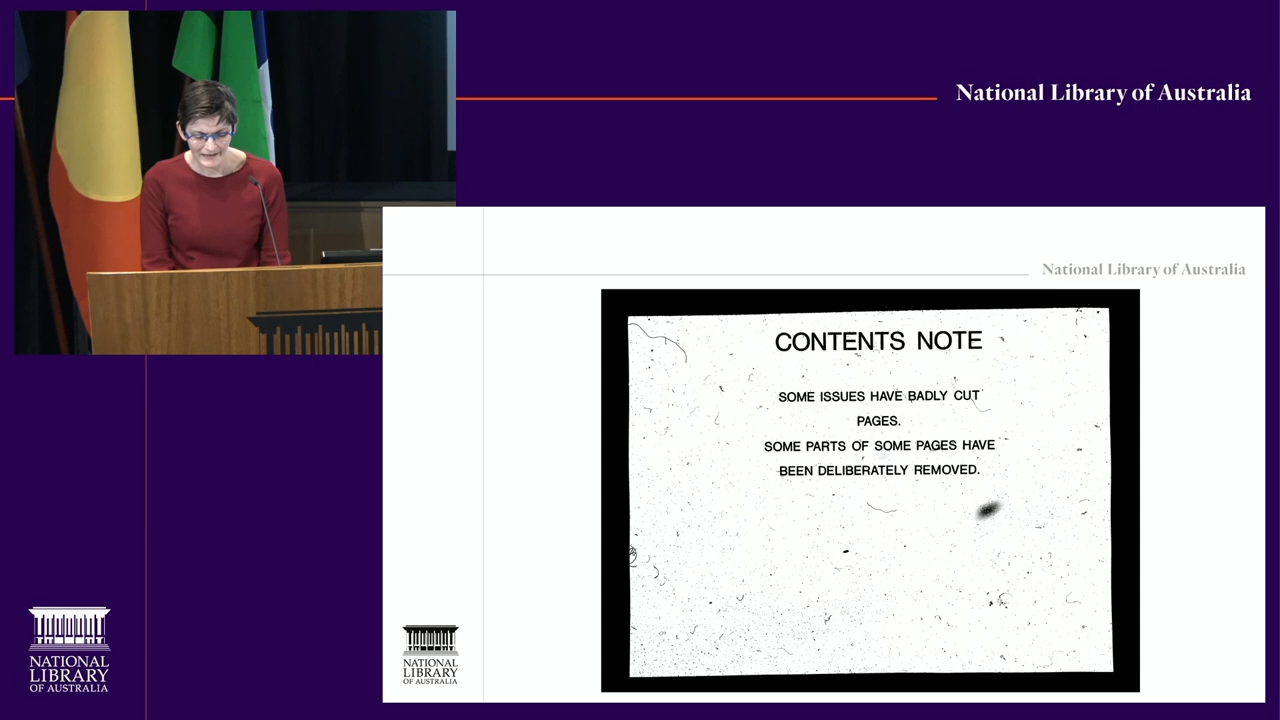 National Library of Australia
National Library of Australia
CONTENTS NOTE
SOME ISSUES HAVE BADLY CUT
PAGES.
SOME PARTS OF SOME PAGES HAVE
BEEN DELIBERATELY REMOVED.
NATIONAL
LIBRARY
OF AUSTRALIA
NATIONAL
LIBRARY
OF AUSTRALIA